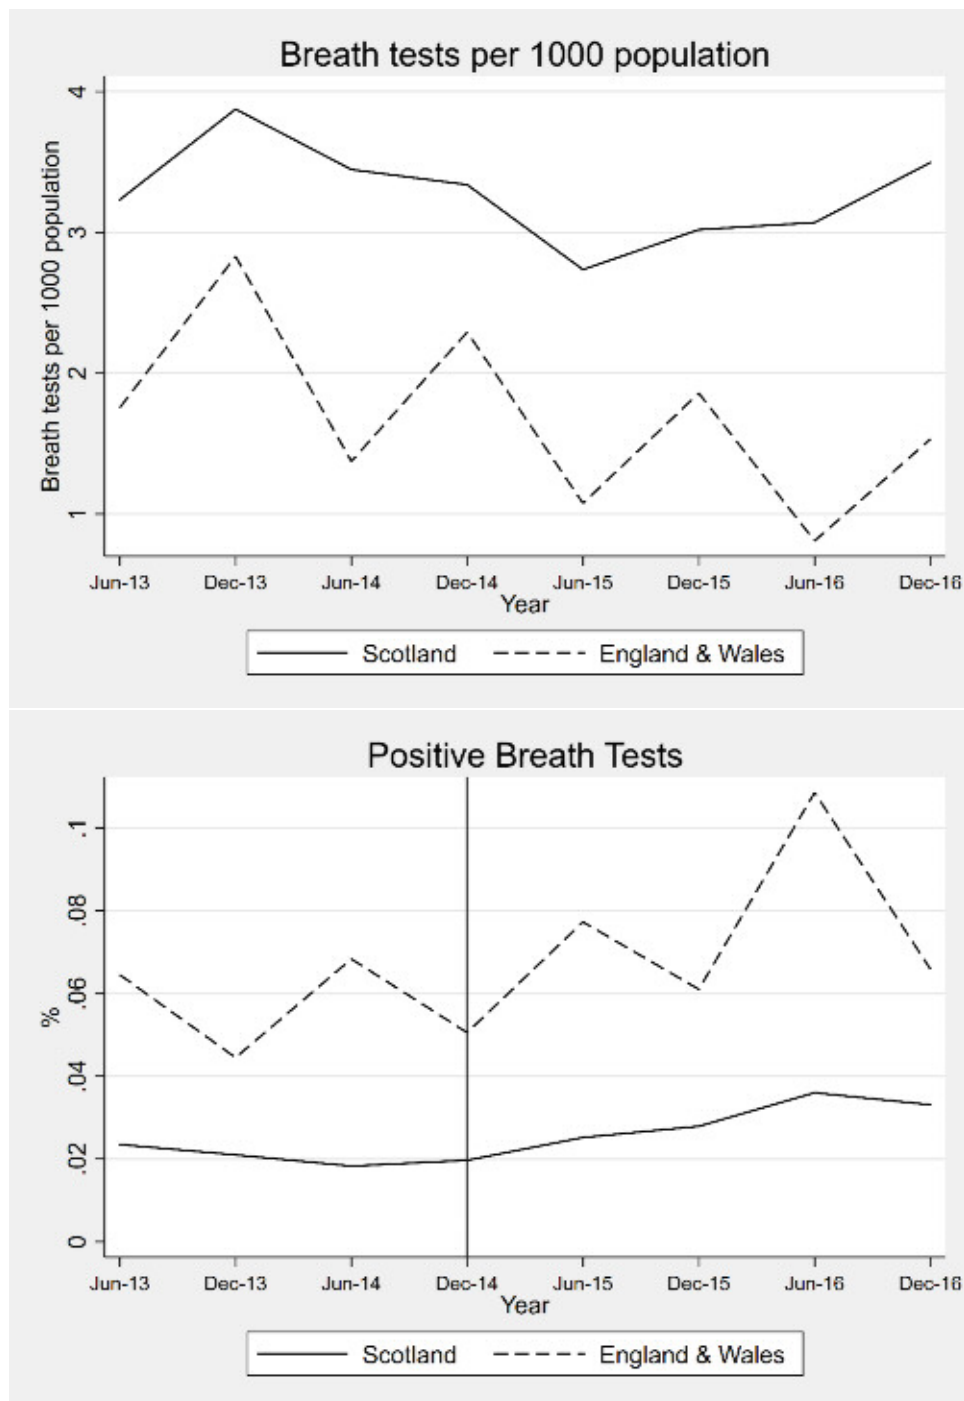 Breath tests per 1000 population
Breath tests per 1000 population
4
3
2
1
Jun-13 Dec-13 Jun-14 Dec-14 Jun-15 Dec-15 Jun-16 Dec-16
Year
Scotland England & Wales
Positive Breath Tests
%
.1
.08
.06
.04
.02
0
Jun-13 Dec-13 Jun-14 Dec-14 Jun-15 Dec-15 Jun-16 Dec-16
Year
Scotland England & Wales